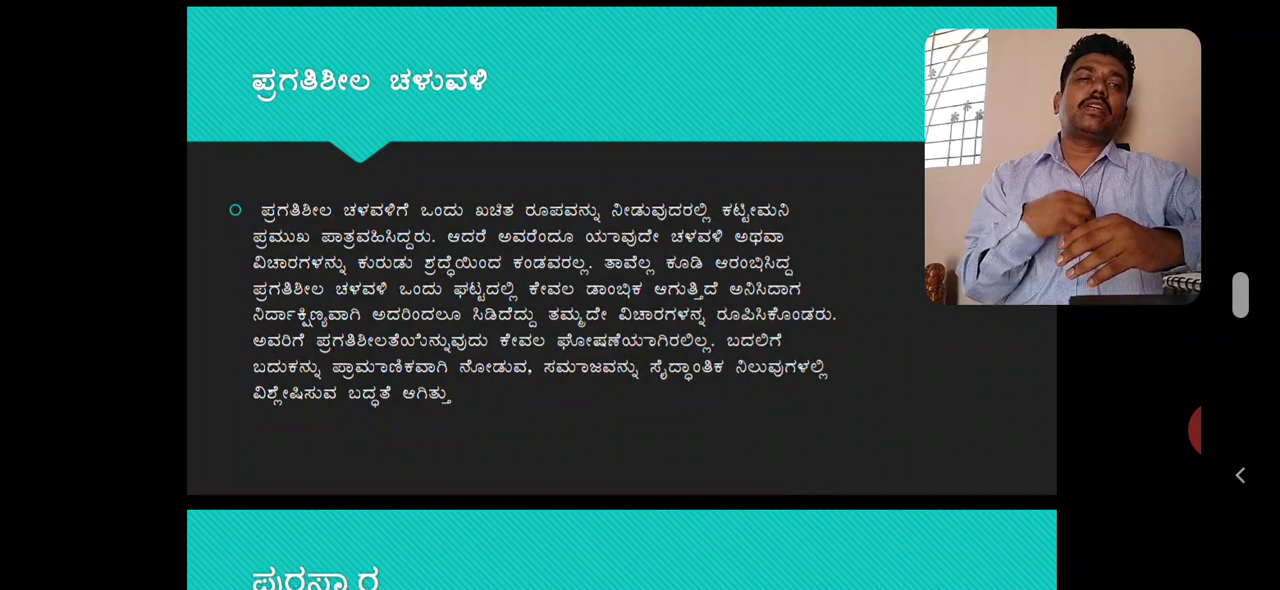 ಪ್ರಗತಿಶೀಲ ಚಳುವಳಿ
ಪ್ರಗತಿಶೀಲ ಚಳವಳಿಗೆ ಒಂದು ಖಚಿತ ರೂಪವನ್ನು ನೀಡುವುದರಲ್ಲಿ ಕಟ್ಟೀಮನಿ
ಪ್ರಮುಖ ಪಾತ್ರವಹಿಸಿದ್ದರು. ಆದರೆ ಅವರೆಂದೂ ಯಾವುದೇ ಚಳವಳಿ ಅಥವಾ
ವಿಚಾರಗಳನ್ನು ಕುರುಡು ಶ್ರದ್ಧೆಯಿಂದ ಕಂಡವರಲ್ಲ. ತಾವೆಲ್ಲ ಕೂಡಿ ಆರಂಭಿಸಿದ್ದ
ಪ್ರಗತಿಶೀಲ ಚಳವಳಿ ಒಂದು ಘಟ್ಟದಲ್ಲಿ ಕೇವಲ ಡಾಂಭಿಕ ಆಗುತ್ತಿದೆ ಅನಿಸಿದಾಗ
ನಿರ್ದಾಕ್ಷಿಣ್ಯವಾಗಿ ಅದರಿಂದಲೂ ಸಿಡಿದೆದ್ದು ತಮ್ಮದೇ ವಿಚಾರಗಳನ್ನ ರೂಪಿಸಿಕೊಂಡರು.
ಅವರಿಗೆ ಪ್ರಗತಿಶೀಲತೆಯೆನ್ನುವುದು ಕೇವಲ ಘೋಷಣೆಯಾಗಿರಲಿಲ್ಲ. ಬದಲಿಗೆ
ಬದುಕನ್ನು ಪ್ರಾಮಾಣಿಕವಾಗಿ ನೋಡುವ, ಸಮಾಜವನ್ನು ಸೈದ್ಧಾಂತಿಕ ನಿಲುವುಗಳಲ್ಲಿ
ವಿಶ್ಲೇಷಿಸುವ ಬದ್ಧತೆ ಆಗಿತ್ತು